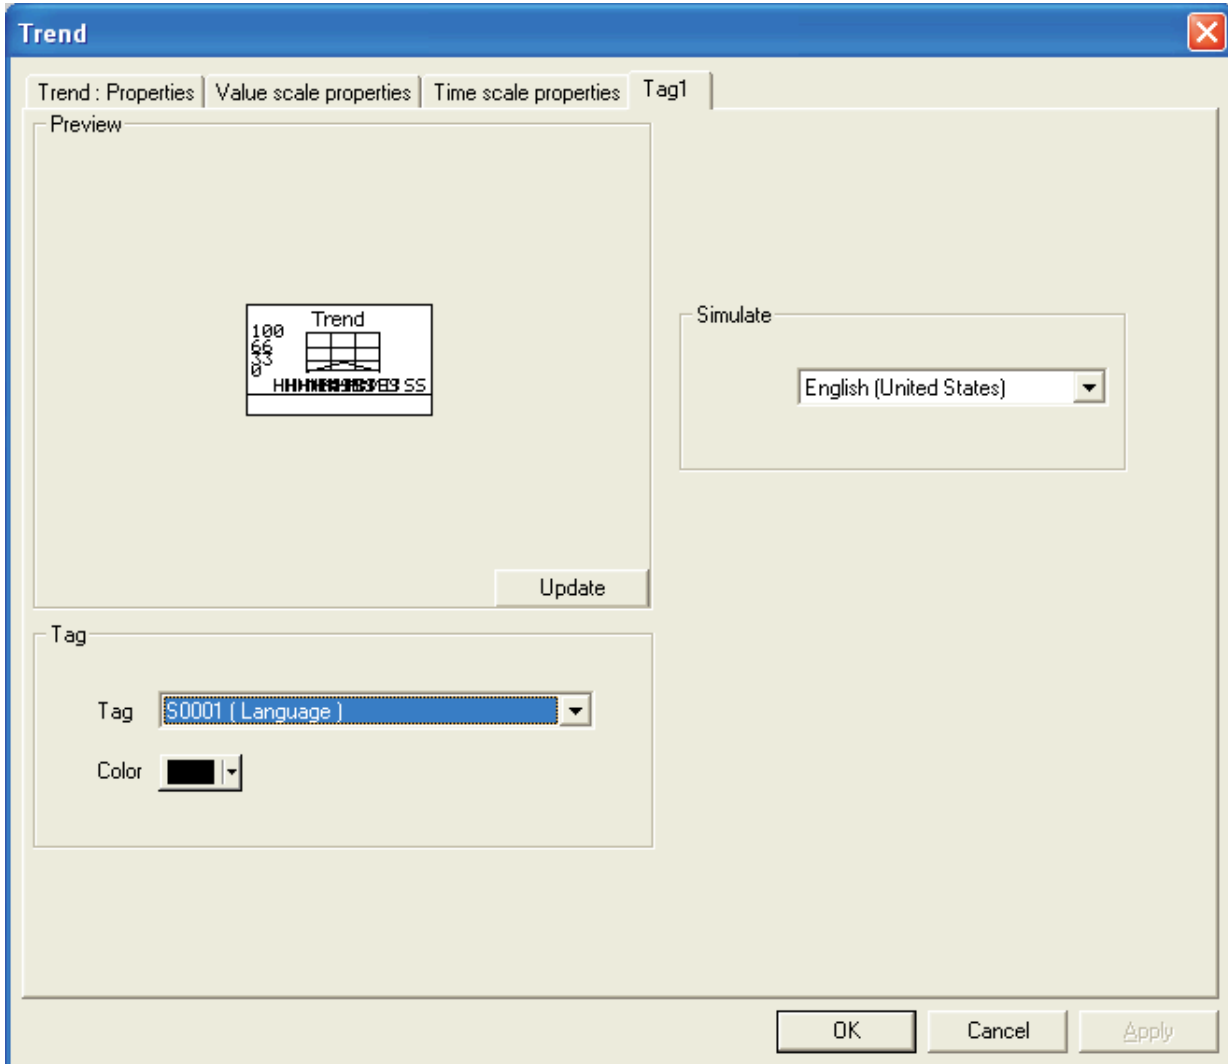 Trend
Trend : Properties
Value scale properties
Time scale properties
Tag1
Preview
Trend
100
66
33
0
SS
Update
Simulate
English (United States)
Tag
Tag
S0001 ( Language )
Color
OK
Cancel
Apply